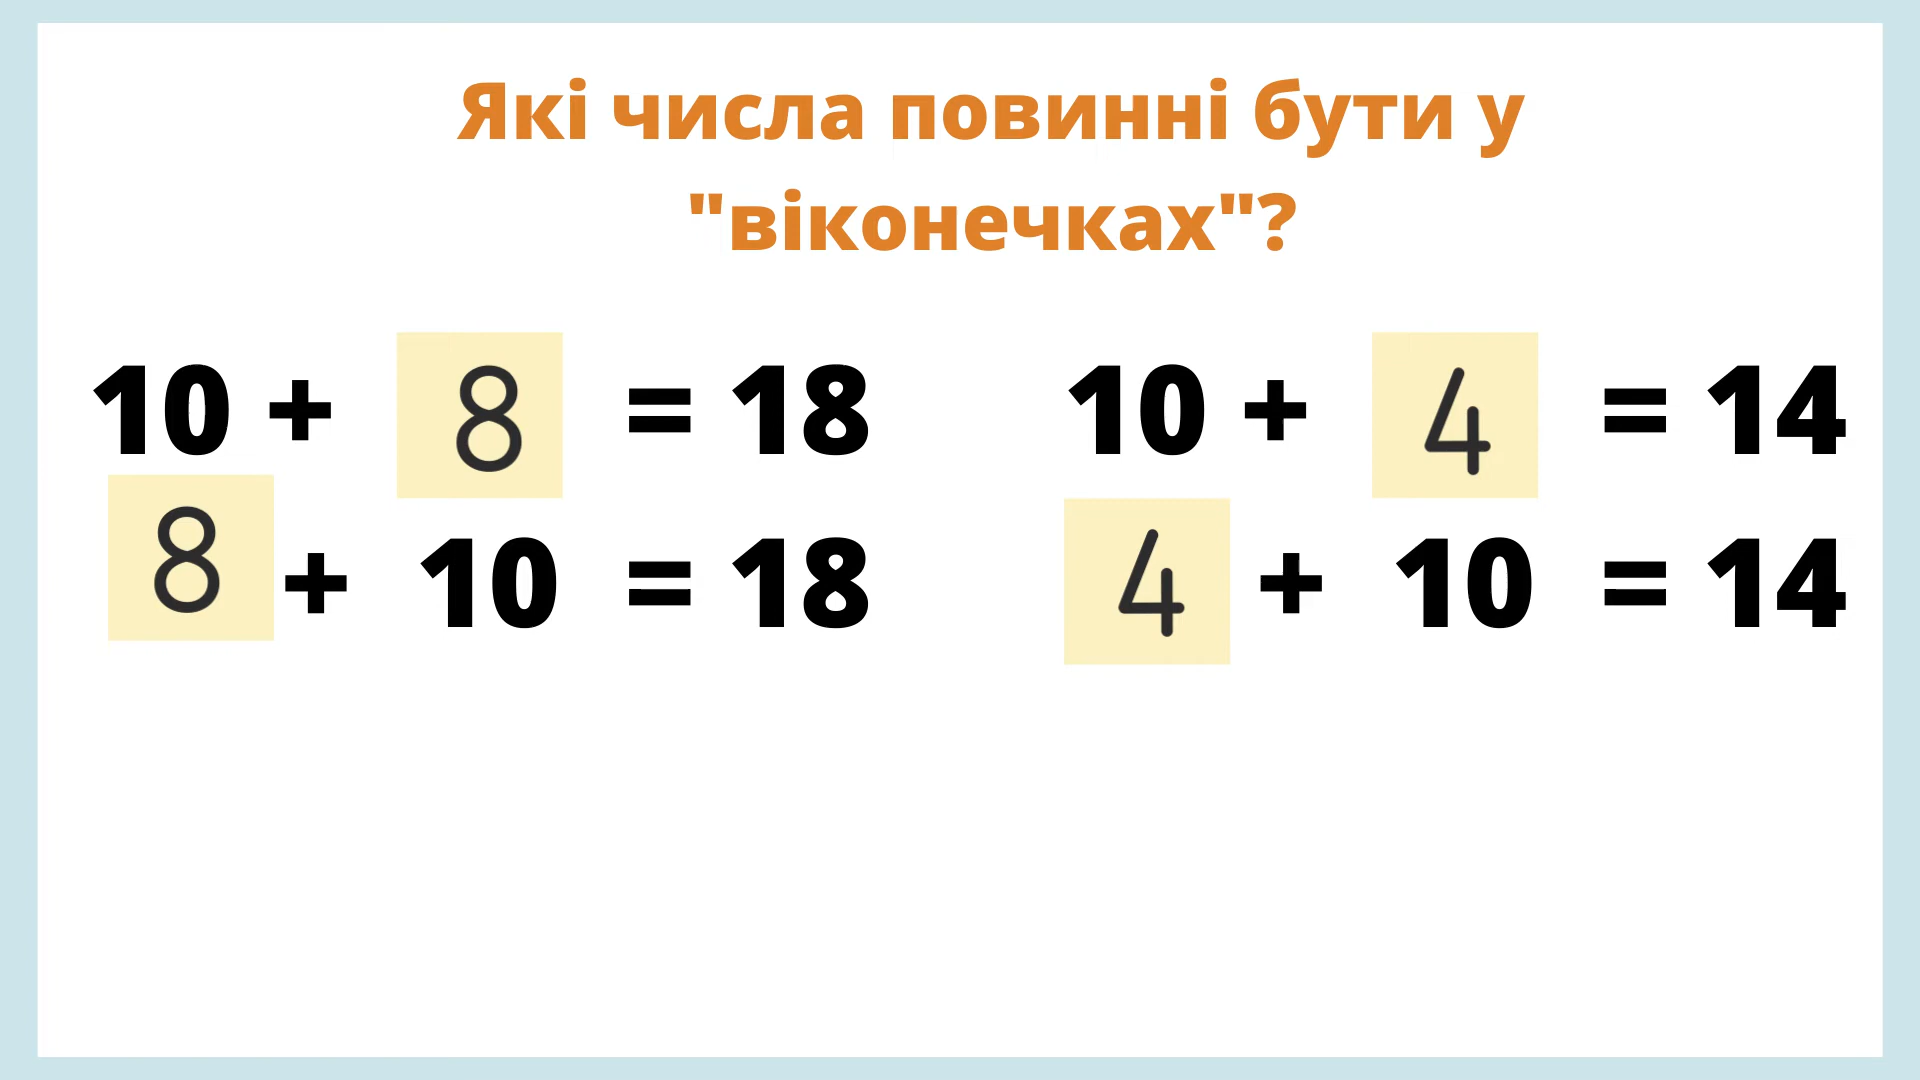 Які числа повинні бути у
"віконечках"?
10 + 8 = 18
8 + 10 = 18
10 + 4 = 14
4 + 10 = 14